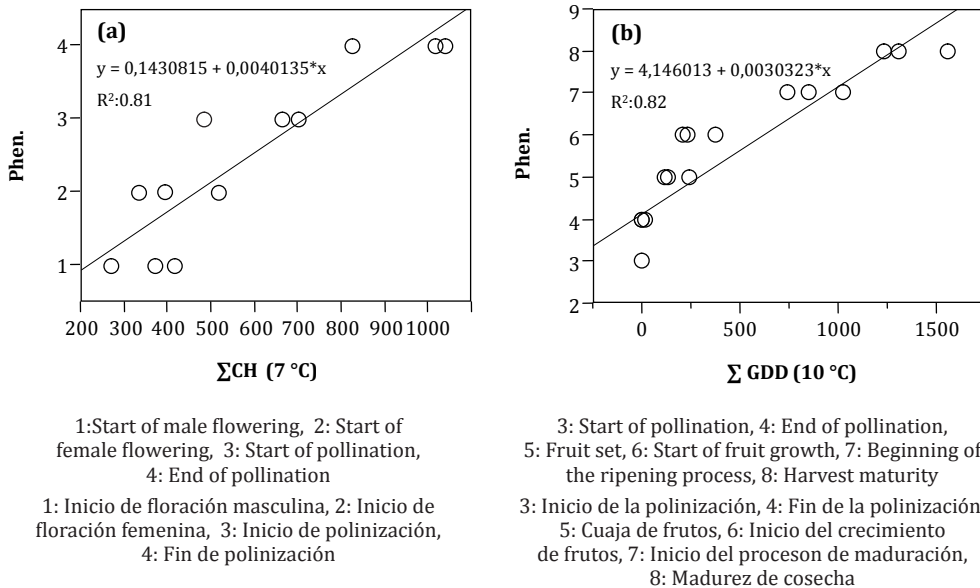 (a)
y = 0,1430815 + 0,0040135*x
R²:0.81
Phen.
4
3
2
1
200 300 400 500 600 700 800 900 1000
∑CH (7 °C)
1:Start of male flowering, 2: Start of
female flowering, 3: Start of pollination,
4: End of pollination
1: Inicio de floración masculina, 2: Inicio de
floración femenina, 3: Inicio de polinización,
4: Fin de polinización
(b)
y = 4,146013 + 0,0030323*x
R²:0.82
Phen.
9
8
7
6
5
4
3
2
0 500 1000 1500
∑ GDD (10 °C)
3: Start of pollination, 4: End of pollination,
5: Fruit set, 6: Start of fruit growth, 7: Beginning of
the ripening process, 8: Harvest maturity
3: Inicio de la polinización, 4: Fin de la polinización
5: Cuaja de frutos, 6: Inicio del crecimiento
de frutos, 7: Inicio del proceson de maduración,
8: Madurez de cosecha